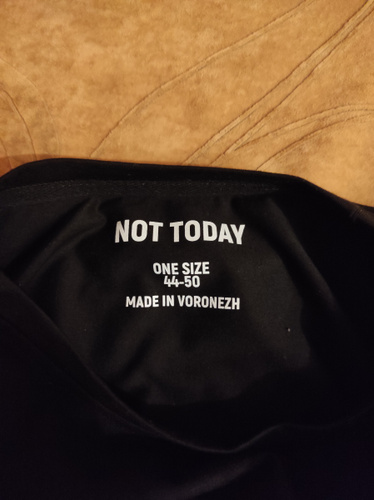 NOT TODAY
ONE SIZE
44-50
MADE IN VORONEZH